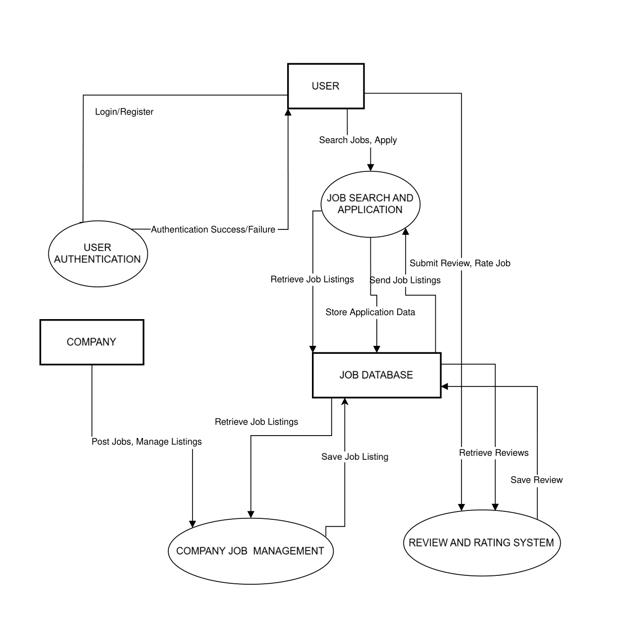 USER
Login/Register
Search Jobs, Apply
JOB SEARCH AND
APPLICATION
Authentication Success/Failure
USER
AUTHENTICATION
Submit Review, Rate Job
Retrieve Job Listings
Send Job Listings
Store Application Data
COMPANY
JOB DATABASE
Retrieve Job Listings
Post Jobs, Manage Listings
Retrieve Reviews
Save Job Listing
Save Review
REVIEW AND RATING SYSTEM
COMPANY JOB MANAGEMENT